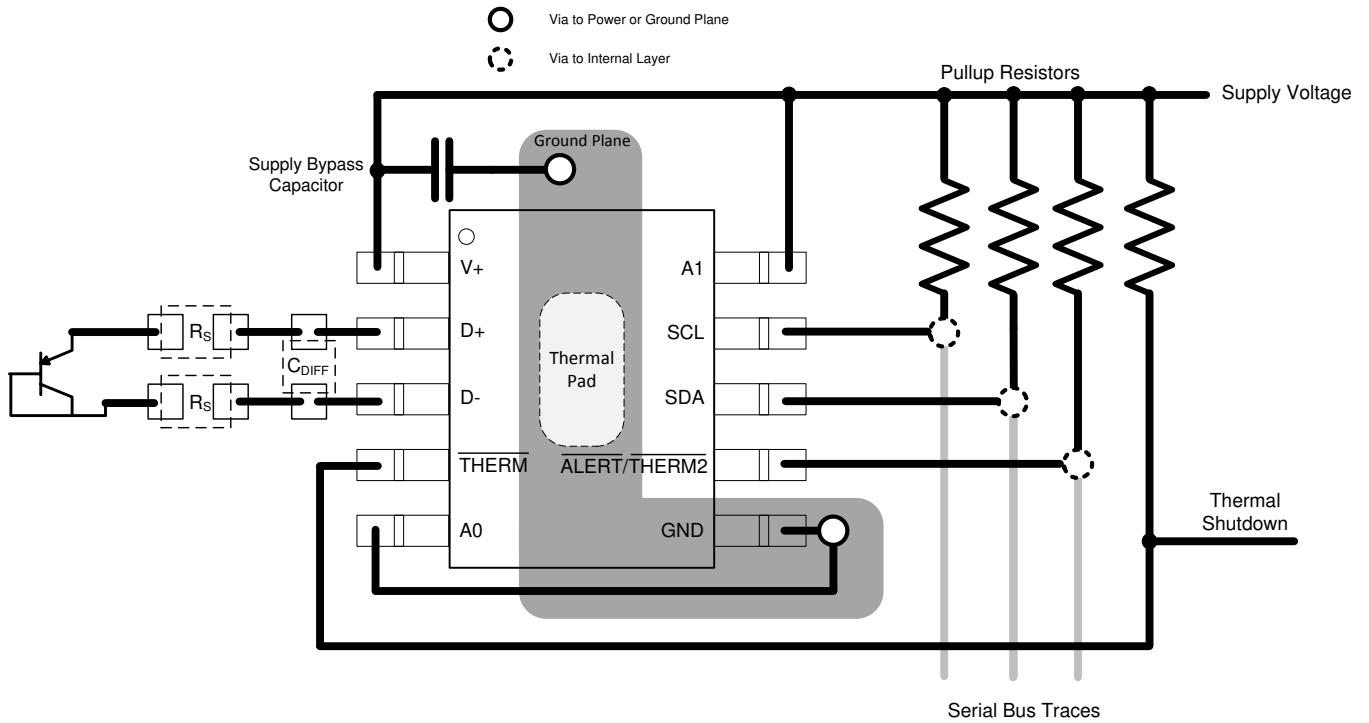 Via to Power or Ground Plane
Via to Internal Layer
Pullup Resistors
Supply Voltage
Ground Plane
Supply Bypass
Capacitor
V+
A1
D+
SCL
RS
CDIFF
Thermal
Pad
D-
SDA
RS
THERM
ALERT/THERM2
A0
GND
Thermal
Shutdown
Serial Bus Traces